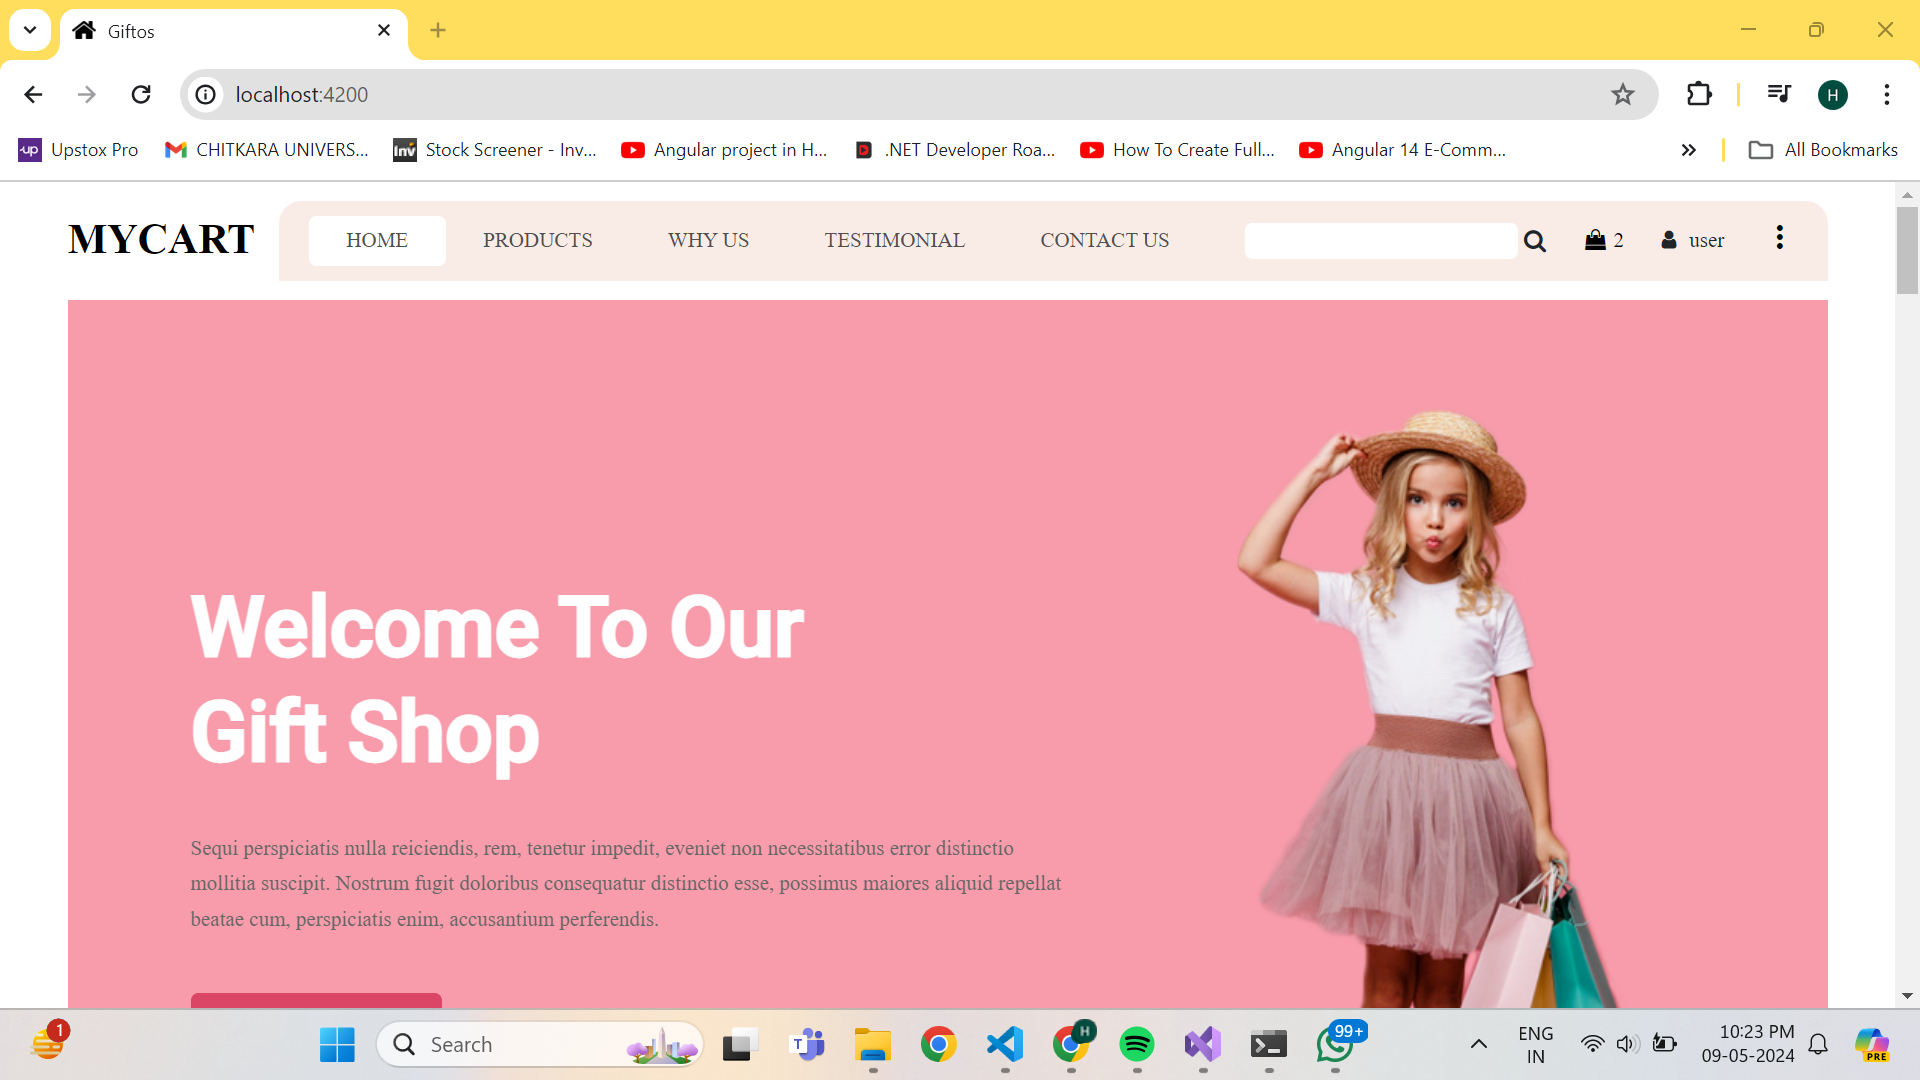 Giftos
localhost:4200
Upstox Pro CHITKARA UNIVERS... Stock Screener - Inv... Angular project in H... .NET Developer Roa... How To Create Full... Angular 14 E-Comm... All Bookmarks
MYCART HOME PRODUCTS WHY US TESTIMONIAL CONTACT US 2 user
Welcome To Our
Gift Shop
Sequi perspiciatis nulla reiciendis, rem, tenetur impedit, eveniet non necessitatibus error distinctio
mollitia suscipit. Nostrum fugit doloribus consequatur distinctio esse, possimus maiores aliquid repellat
beatae cum, perspiciatis enim, accusantium perferendis.
1 Search T H 99+ ENG 10:23 PM
IN 09-05-2024 PRE